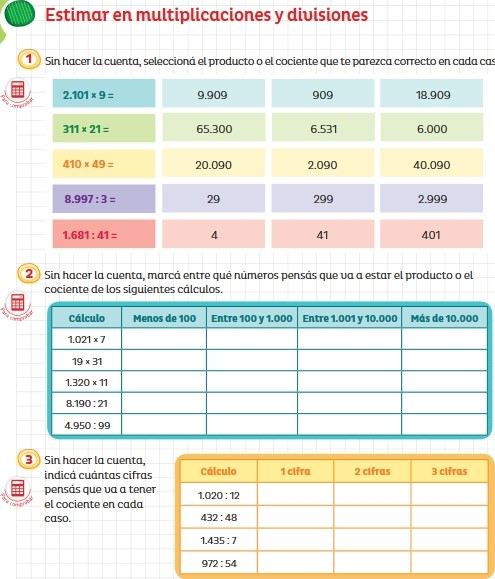 Estimar en multiplicaciones y divisiones
1 Sin hacer la cuenta, seleccioná el producto o el cociente que te parezca correcto en cada
2.101 × 9 = 9.909 909 18.909
311 × 21 = 65.300 6.531 6.000
410 × 49 = 20.090 2.090 40.090
8.997 : 3 = 29 299 2.999
1.681 : 41 = 4 41 401
2 Sin hacer la cuenta, marcá entre qué números pensás que va a estar el producto o el
cociente de los siguientes cálculos.
Cálculo Menos de 100 Entre 100 y 1.000 Entre 1.001 y 10.000 Más de 10.000
1.021 × 7
19 × 31
1.320 × 11
8.190 : 21
4.950 : 99
3 Sin hacer la cuenta,
indicá cuántas cifras
pensás que va a tener
el cociente en cada
caso.
Cálculo 1 cifra 2 cifras 3 cifras
1.020 : 12
432 : 48
1.435 : 7
972 : 54